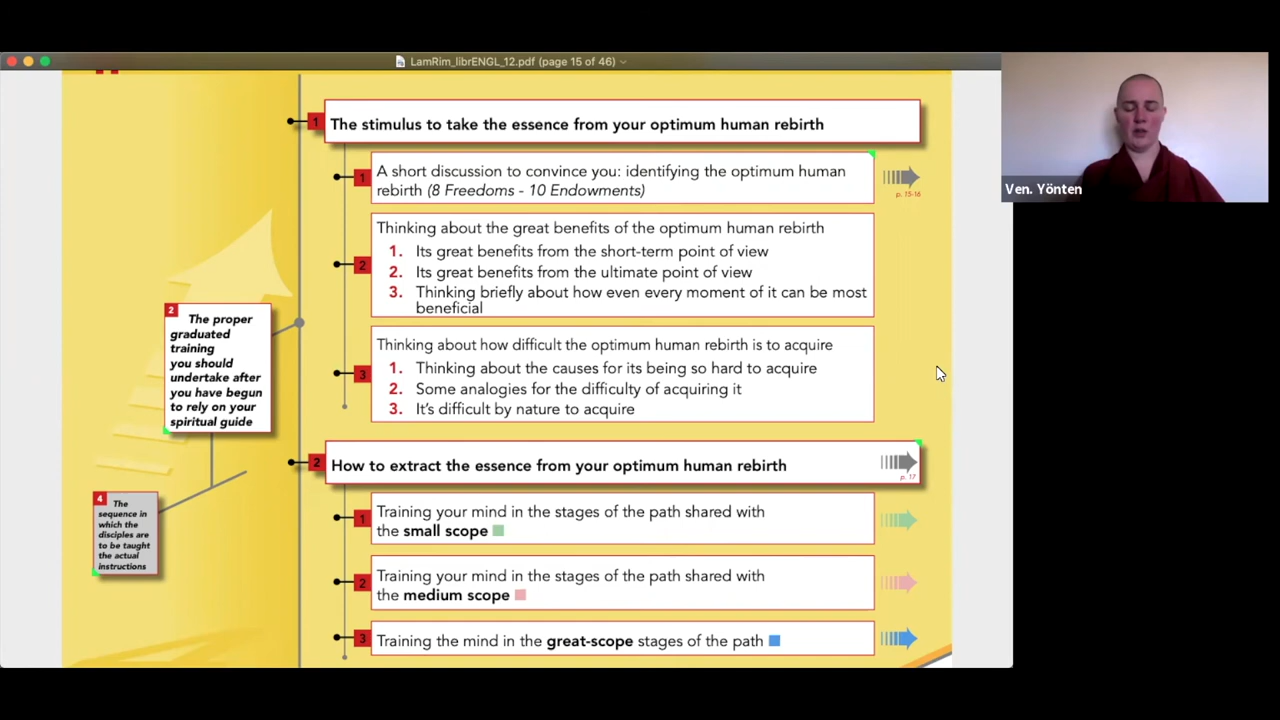 LamRim_librENGL_12.pdf (page 15 of 46)
1
The stimulus to take the essence from your optimum human rebirth
1
A short discussion to convince you: identifying the optimum human
rebirth (8 Freedoms - 10 Endowments)
p. 15-16
2
Thinking about the great benefits of the optimum human rebirth
1. Its great benefits from the short-term point of view
2. Its great benefits from the ultimate point of view
3. Thinking briefly about how even every moment of it can be most
beneficial
3
Thinking about how difficult the optimum human rebirth is to acquire
1. Thinking about the causes for its being so hard to acquire
2. Some analogies for the difficulty of acquiring it
3. It's difficult by nature to acquire
2
The proper
graduated
training
you should
undertake after
you have begun
to rely on your
spiritual guide
2
How to extract the essence from your optimum human rebirth
p. 17
1
Training your mind in the stages of the path shared with
the small scope
2
Training your mind in the stages of the path shared with
the medium scope
3
Training the mind in the great-scope stages of the path
4
The
sequence in
which the
disciples are
to be taught
the actual
instructions
Ven. Yönten